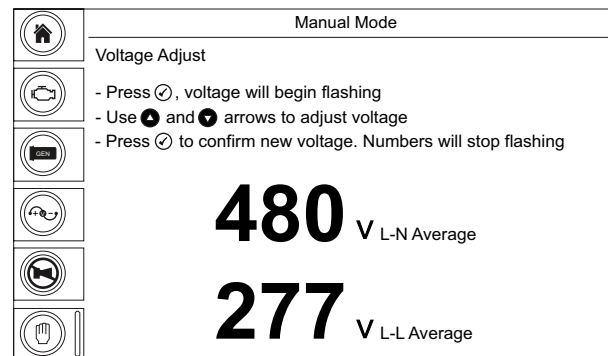 Manual Mode
Voltage Adjust
- Press ✓, voltage will begin flashing
- Use ▲ and ▼ arrows to adjust voltage
- Press ✓ to confirm new voltage. Numbers will stop flashing
GEN
480 V L-N Average
277 V L-L Average